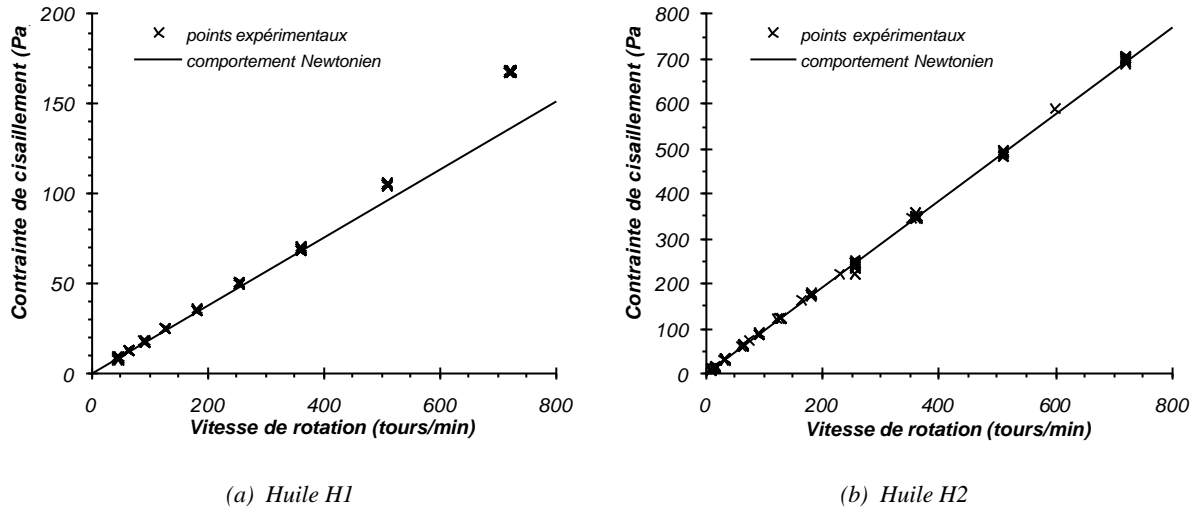 Contrainte de cisaillement (Pa
200
150
100
50
0
points expérimentaux
comportement Newtonien
0 200 400 600 800
Vitesse de rotation (tours/min)
(a) Huile H1
Contrainte de cisaillement (Pa
800
700
600
500
400
300
200
100
0
points expérimentaux
comportement Newtonien
0 200 400 600 800
Vitesse de rotation (tours/min)
(b) Huile H2